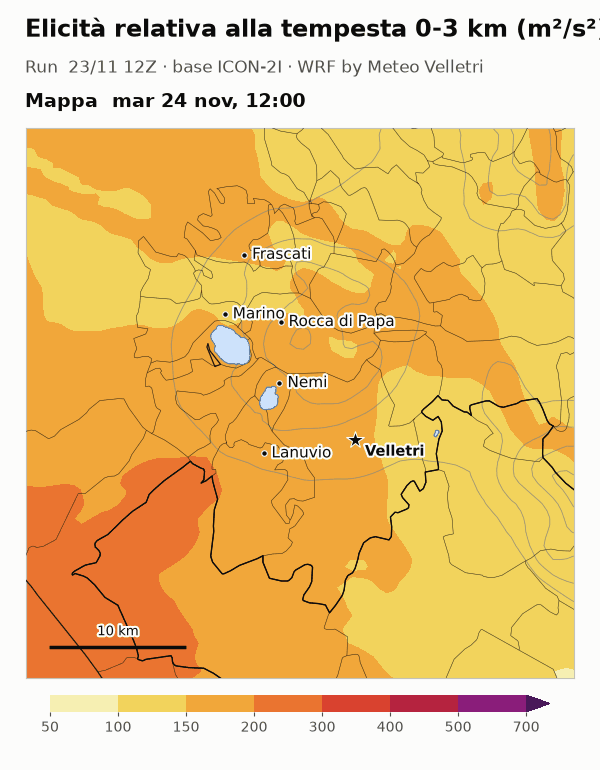 Elicità relativa alla tempesta 0-3 km (m²/s²)
Run 23/11 12Z · base ICON-2I · WRF by Meteo Velletri
Mappa mar 24 nov, 12:00
Frascati
Marino
Rocca di Papa
Nemi
Velletri
Lanuvio
10 km
50 100 150 200 300 400 500 700